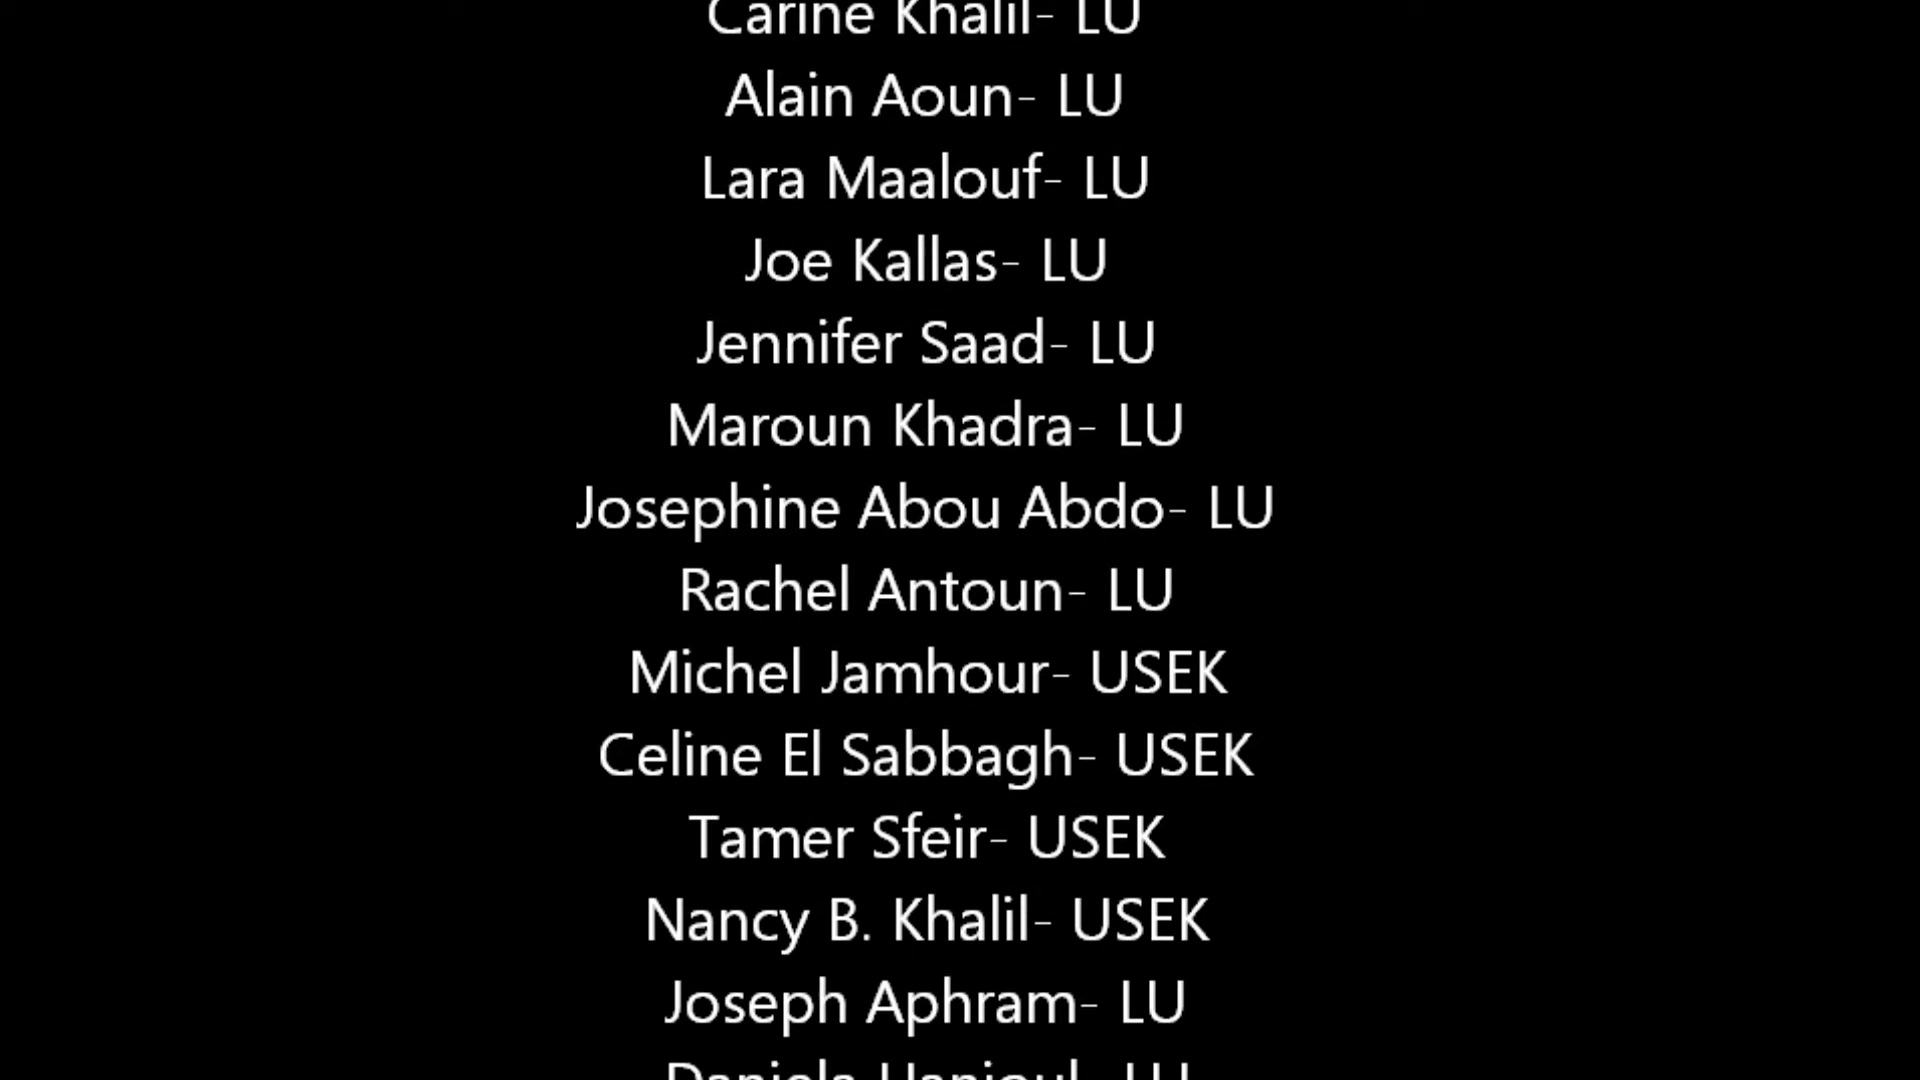 Carine Khalil- LU
Alain Aoun- LU
Lara Maalouf- LU
Joe Kallas- LU
Jennifer Saad- LU
Maroun Khadra- LU
Josephine Abou Abdo- LU
Rachel Antoun- LU
Michel Jamhour- USEK
Celine El Sabbagh- USEK
Tamer Sfeir- USEK
Nancy B. Khalil- USEK
Joseph Aphram- LU
LU